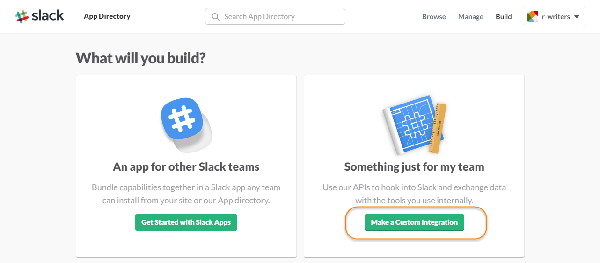 slack
App Directory
Search App Directory
Browse
Manage
Build
r-writers
What will you build?
An app for other Slack teams
Bundle capabilities together in a Slack app any team
can install from your site or our App directory.
Get Started with Slack Apps
Something just for my team
Use our APIs to hook into Slack and exchange data
with the tools you use internally.
Make a Custom Integration